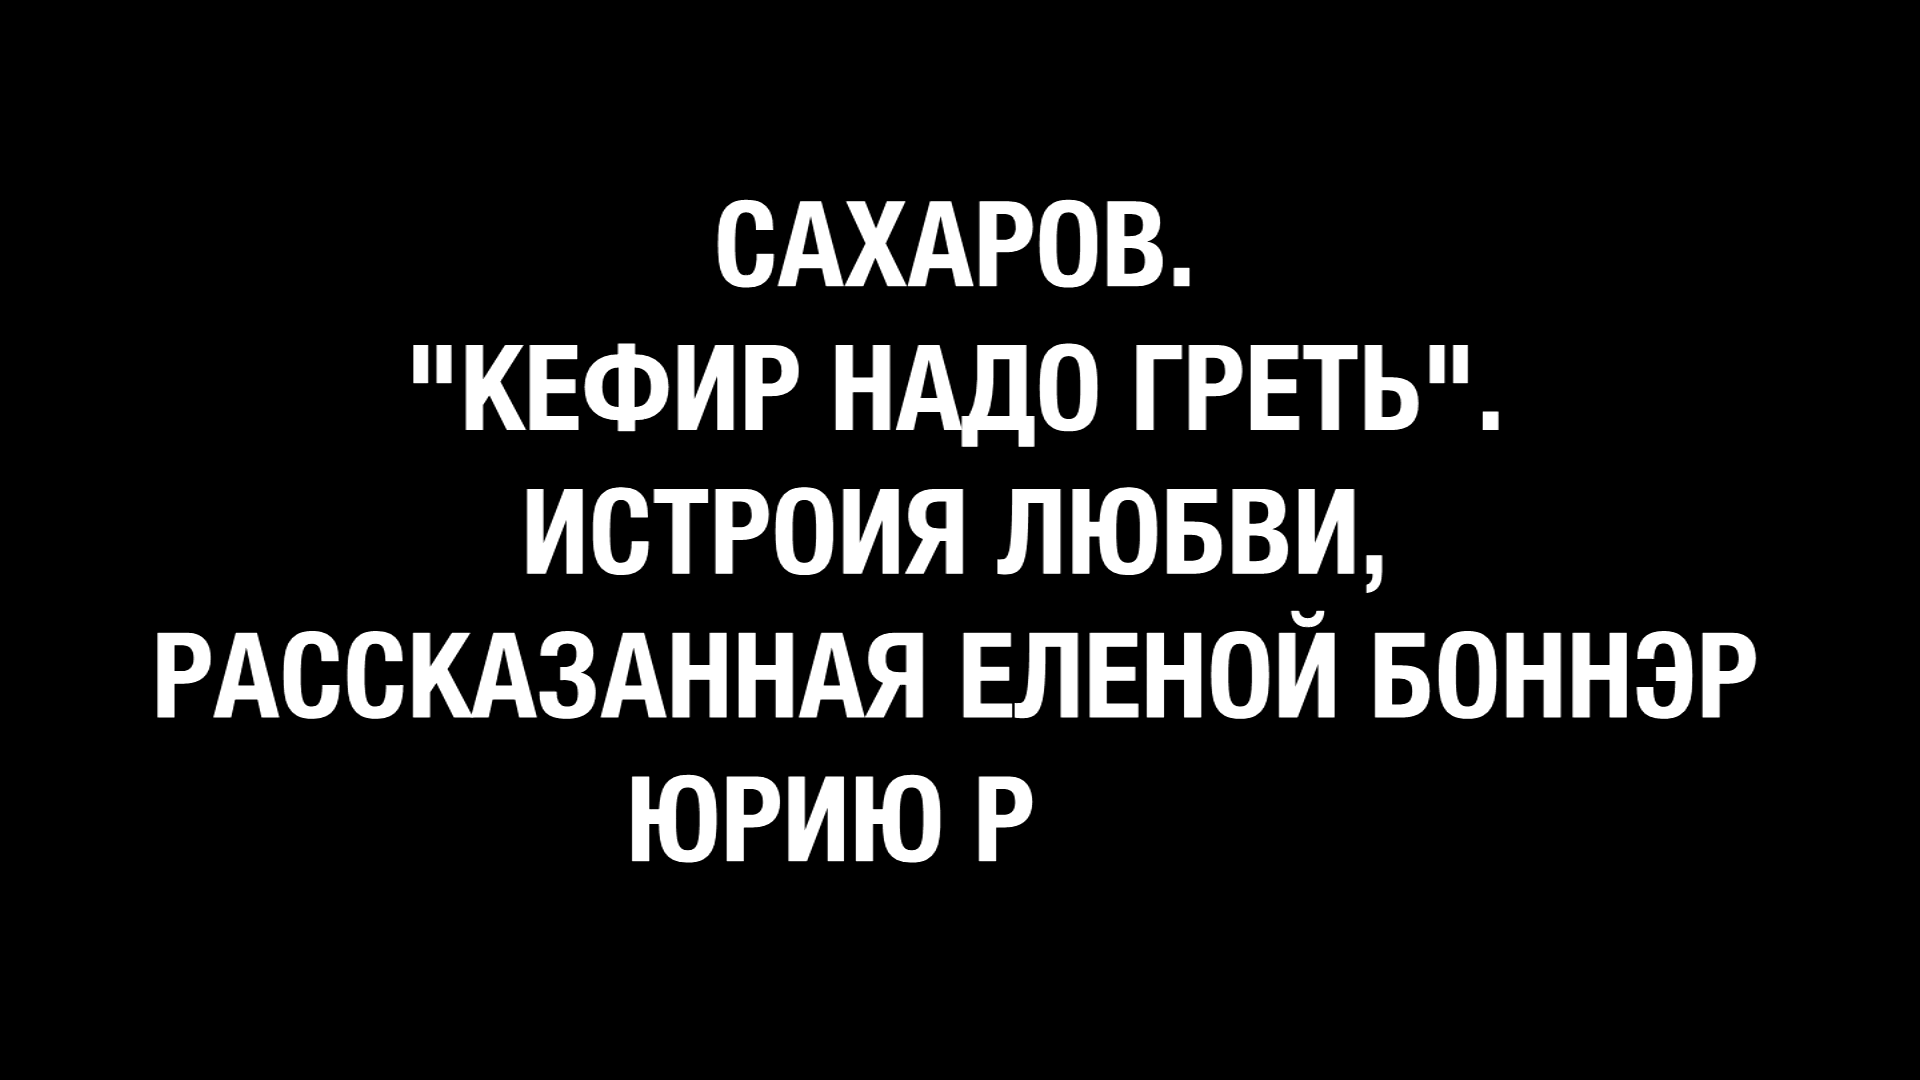 САХАРОВ.
"КЕФИР НАДО ГРЕТЬ".
ИСТРОИЯ ЛЮБВИ,
РАССКАЗАННАЯ ЕЛЕНОЙ БОННЭР
ЮРИЮ Р